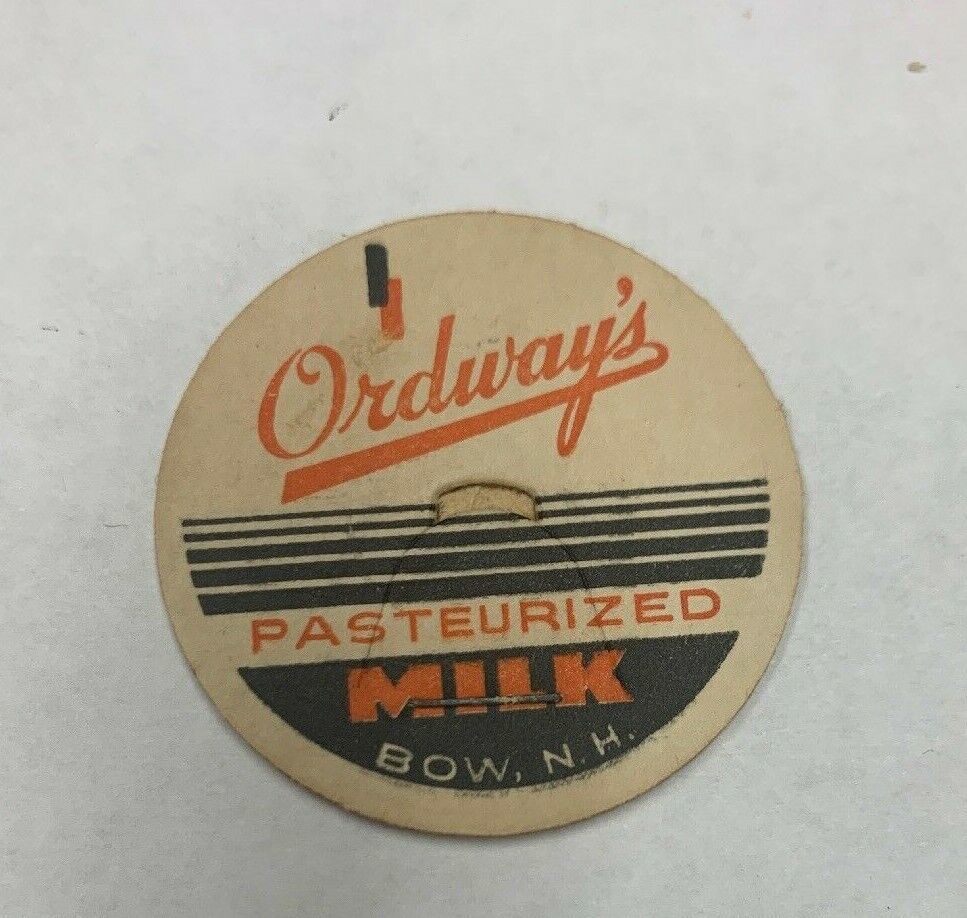 Ordway's
PASTEURIZED
MILK
BOW, N.H.